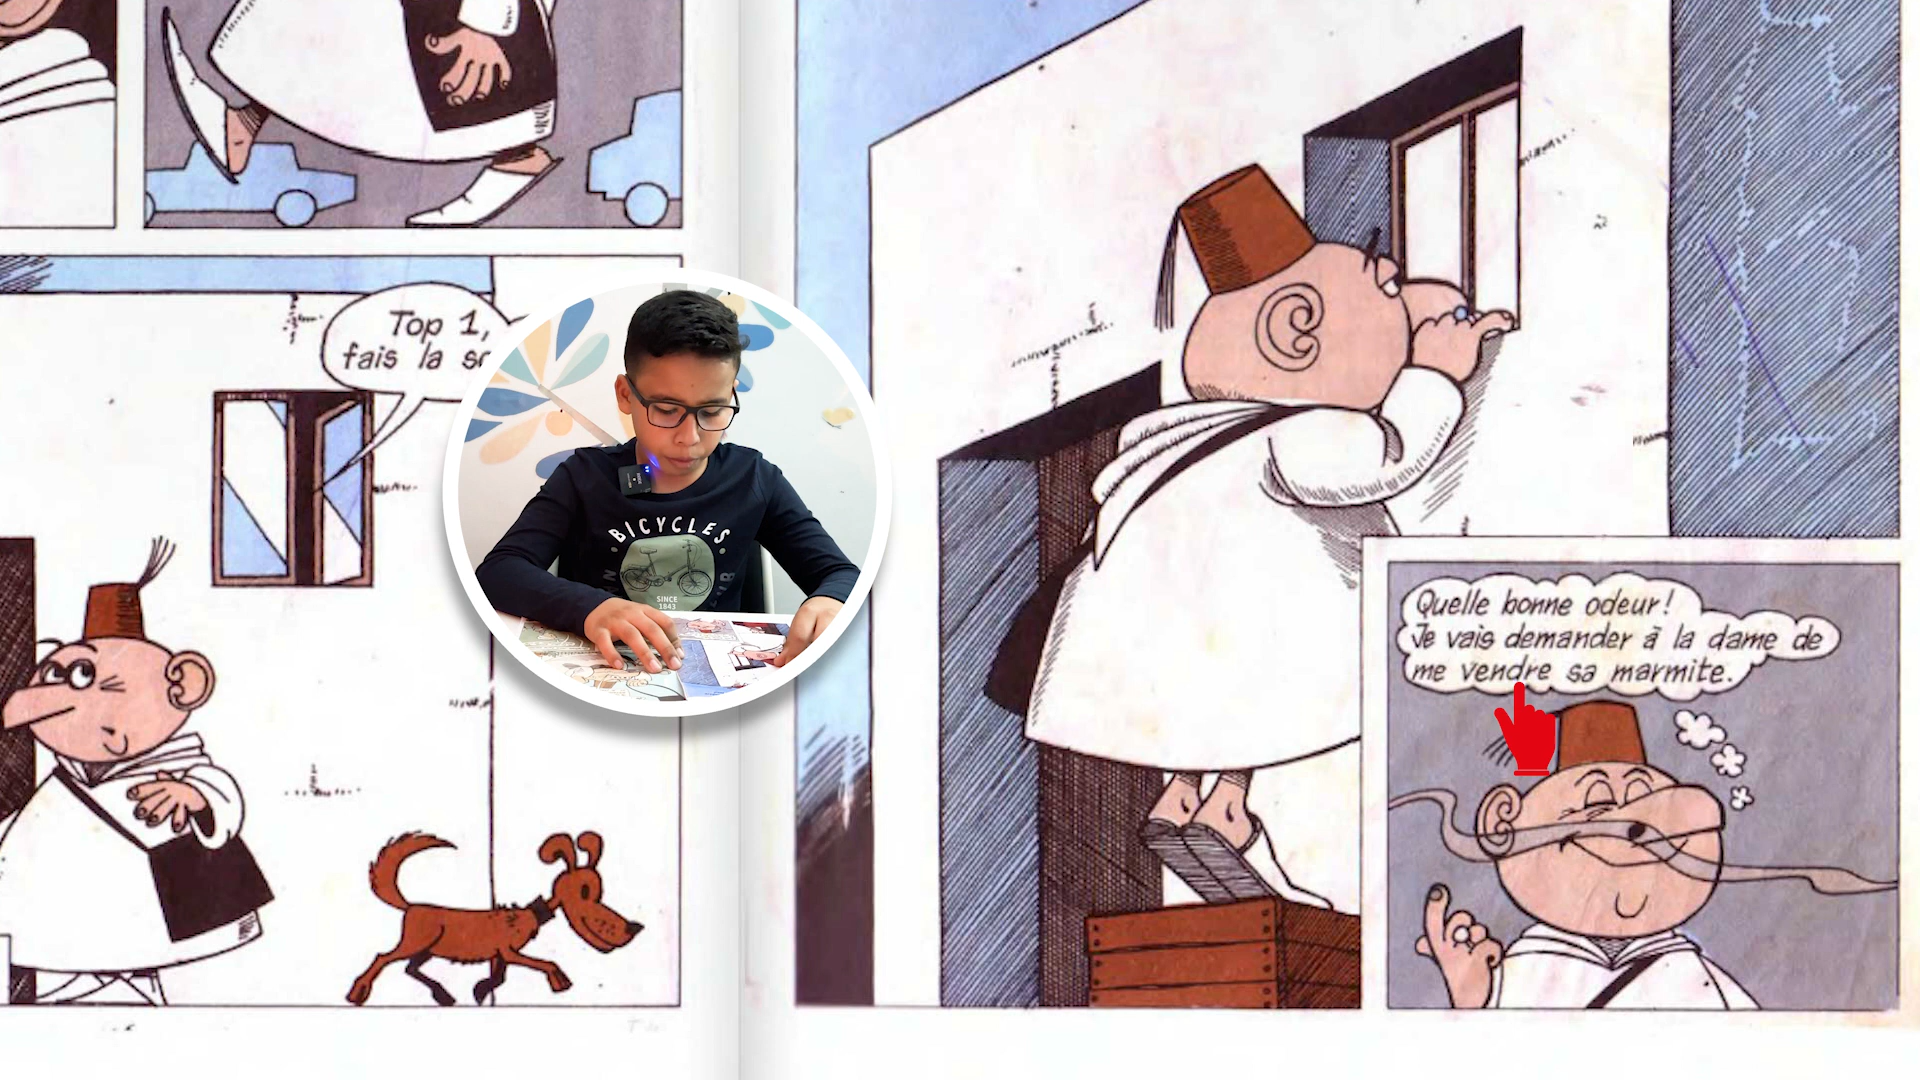 Top 1,
fais la
BICYCLES
SINCE
1843
Quelle bonne odeur!
Je vais demander à la dame de
me vendre sa marmite.